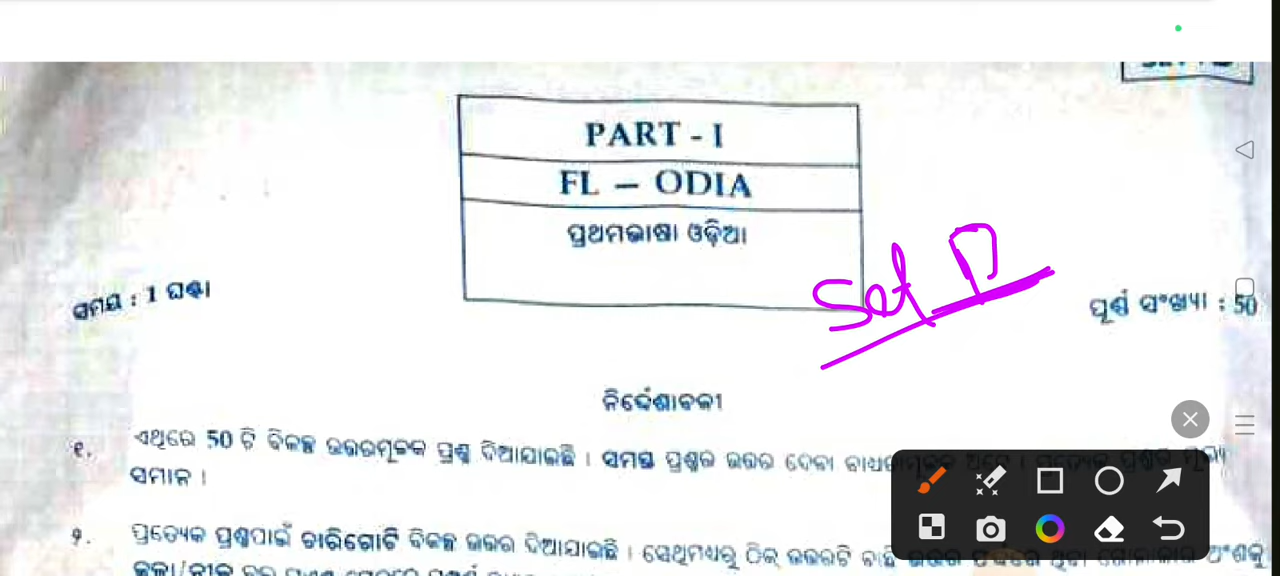 PART - I
FL - ODIA
ପ୍ରଥମଭାଷା ଓଡ଼ିଆ
Set D
ସମୟ : 1 ଘଣ୍ଟା
ପୂର୍ଣ୍ଣ ସଂଖ୍ୟା : 50
ନିର୍ଦ୍ଦେଶାବଳୀ
୧. ଏଥିରେ 50 ଟି ବିକଳ୍ପ ଉତ୍ତରମୂଳକ ପ୍ରଶ୍ନ ଦିଆଯାଇଛି । ସମସ୍ତ ପ୍ରଶ୍ନର ଉତ୍ତର ଦେବା
ସମାନ ।
୨. ପ୍ରତ୍ୟେକ ପ୍ରଶ୍ନପାଇଁ ଚାରିଗୋଟି ବିକଳ୍ପ ଉତ୍ତର ଦିଆଯାଇଛି । ସେଥିମଧ୍ୟରୁ ଠିକ୍ ଉତ୍ତରଟି ବାଛି